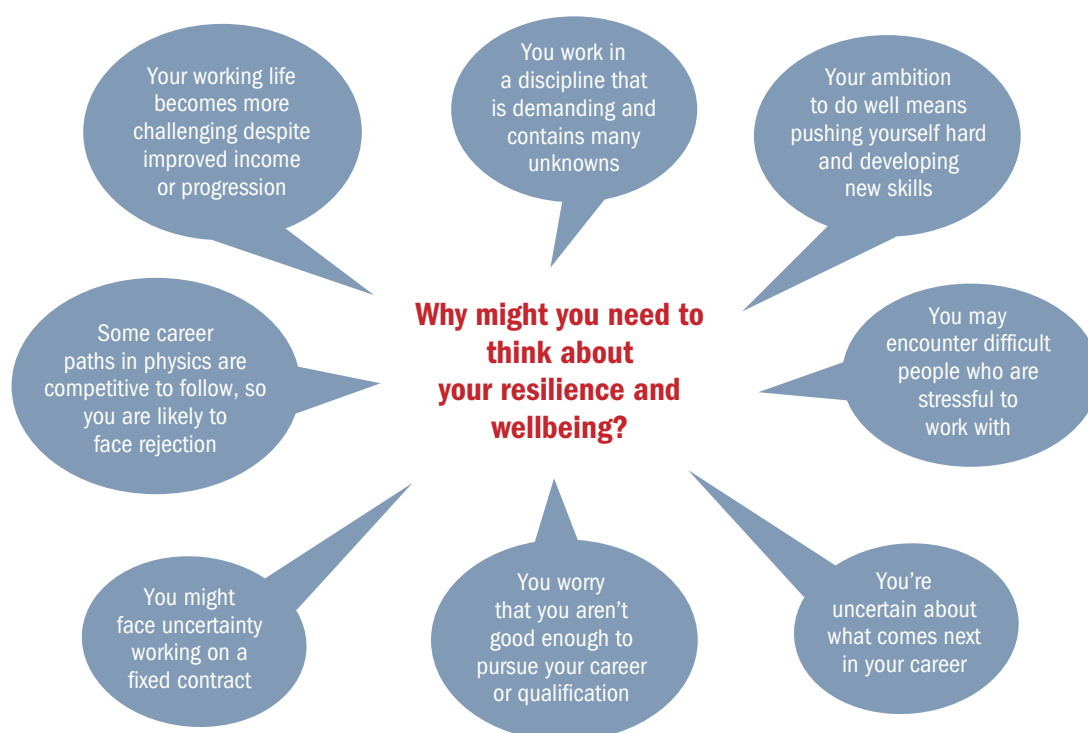 Your working life
becomes more
challenging despite
improved income
or progression
You work in
a discipline that
is demanding and
contains many
unknowns
Your ambition
to do well means
pushing yourself hard
and developing
new skills
Some career
paths in physics are
competitive to follow, so
you are likely to
face rejection
Why might you need to
think about
your resilience and
wellbeing?
You may
encounter difficult
people who are
stressful to
work with
You might
face uncertainty
working on a
fixed contract
You worry
that you aren't
good enough to
pursue your career
or qualification
You're
uncertain about
what comes next
in your career